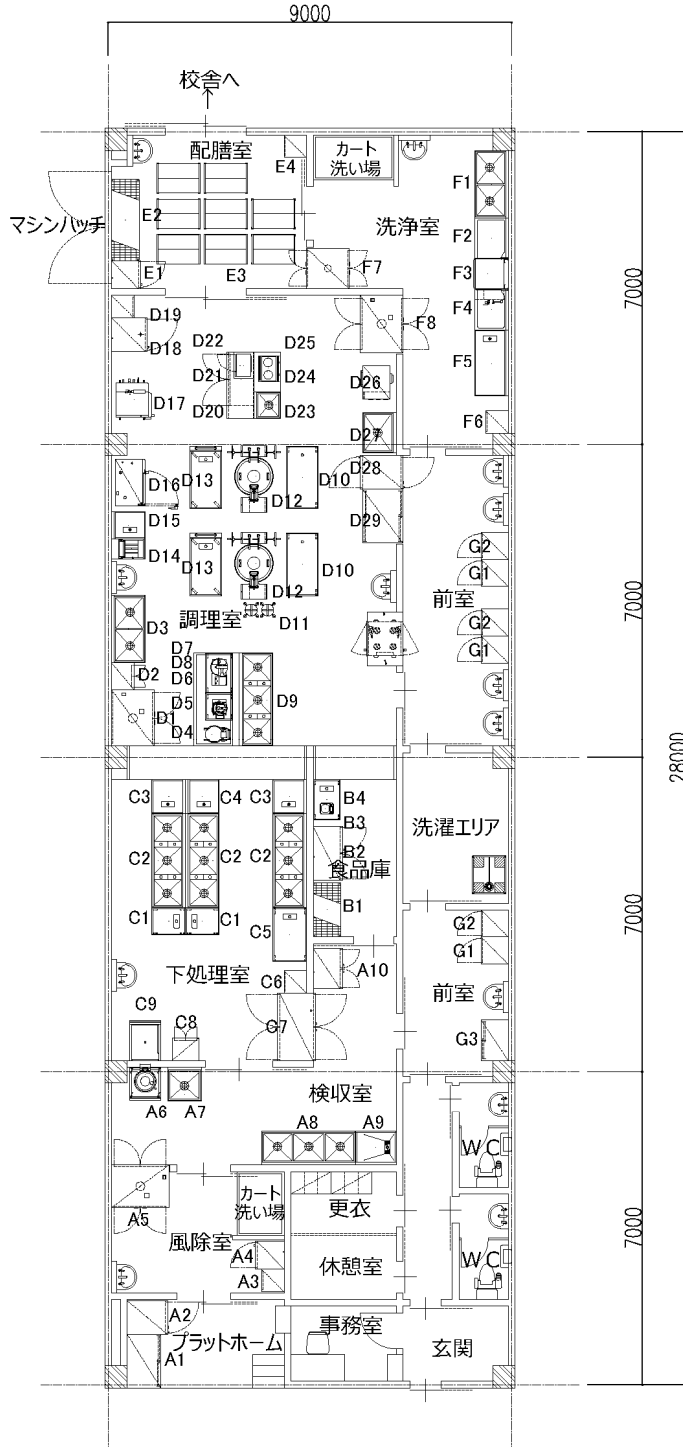 9000
校舎へ
配膳室
E4
カート
洗い場
F1
マシンハッチ
E2
洗浄室
F2
E1
E3
F7
F3
D19
F4
F8
D18
D22
D25
F5
D21
D24
D26
D17
D20
D23
D27
F6
D16
D13
D12
D10
D28
D15
D29
D14
G2
D13
D12
D10
G1
D3
調理室
D11
前室
G2
D2
D7
G1
D8
D6
D1
D5
D9
D4
C3
C4
C3
B4
B3
洗濯エリア
C2
C2
C2
B2
食品庫
C1
C1
C5
B1
G2
G1
下処理室
A10
C6
前室
C9
C8
C7
G3
検収室
A6
A7
A8
A9
WC
カート
洗い場
更衣
A5
風除室
A4
休憩室
WC
A3
A2
プラットホーム
事務室
玄関
A1
7000
7000
7000
7000
28000